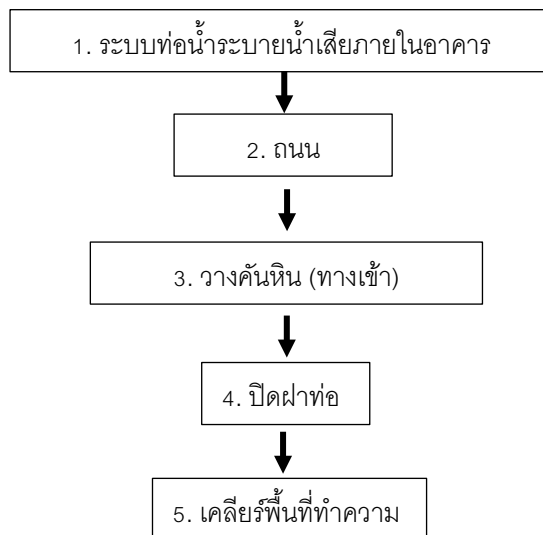 1. ระบบท่อน้ำระบายน้ำเสียภายในอาคาร
2. ถนน
3. วางคันหิน (ทางเข้า)
4. ปิดฝาท่อ
5. เคลียร์พื้นที่ทำความ